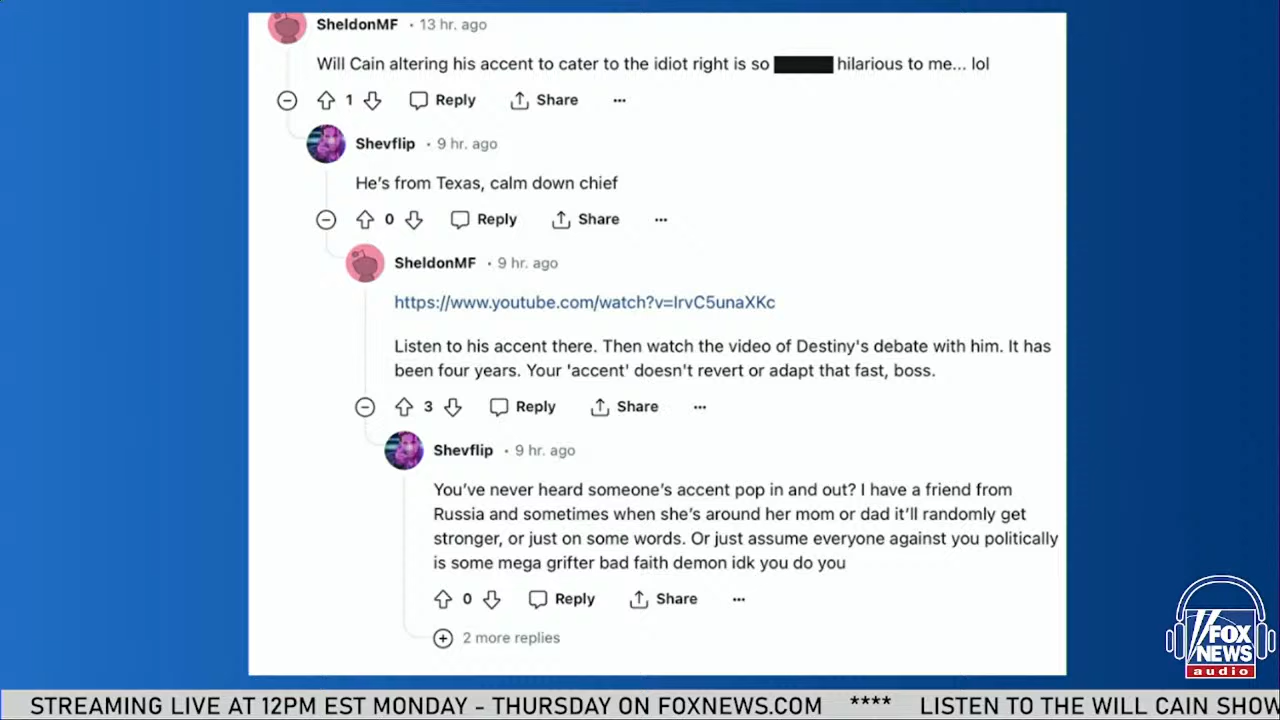 SheldonMF · 13 hr. ago
Will Cain altering his accent to cater to the idiot right is so hilarious to me... lol
1 Reply Share ...
Shevflip · 9 hr. ago
He's from Texas, calm down chief
0 Reply Share ...
SheldonMF · 9 hr. ago
https://www.youtube.com/watch?v=IrvC5unaXKc
Listen to his accent there. Then watch the video of Destiny's debate with him. It has
been four years. Your 'accent' doesn't revert or adapt that fast, boss.
3 Reply Share ...
Shevflip · 9 hr. ago
You've never heard someone's accent pop in and out? I have a friend from
Russia and sometimes when she's around her mom or dad it'll randomly get
stronger, or just on some words. Or just assume everyone against you politically
is some mega grifter bad faith demon idk you do you
0 Reply Share ...
2 more replies
FOX
NEWS
audio
STREAMING LIVE AT 12PM EST MONDAY - THURSDAY ON FOXNEWS.COM **** LISTEN TO THE WILL CAIN SHOW